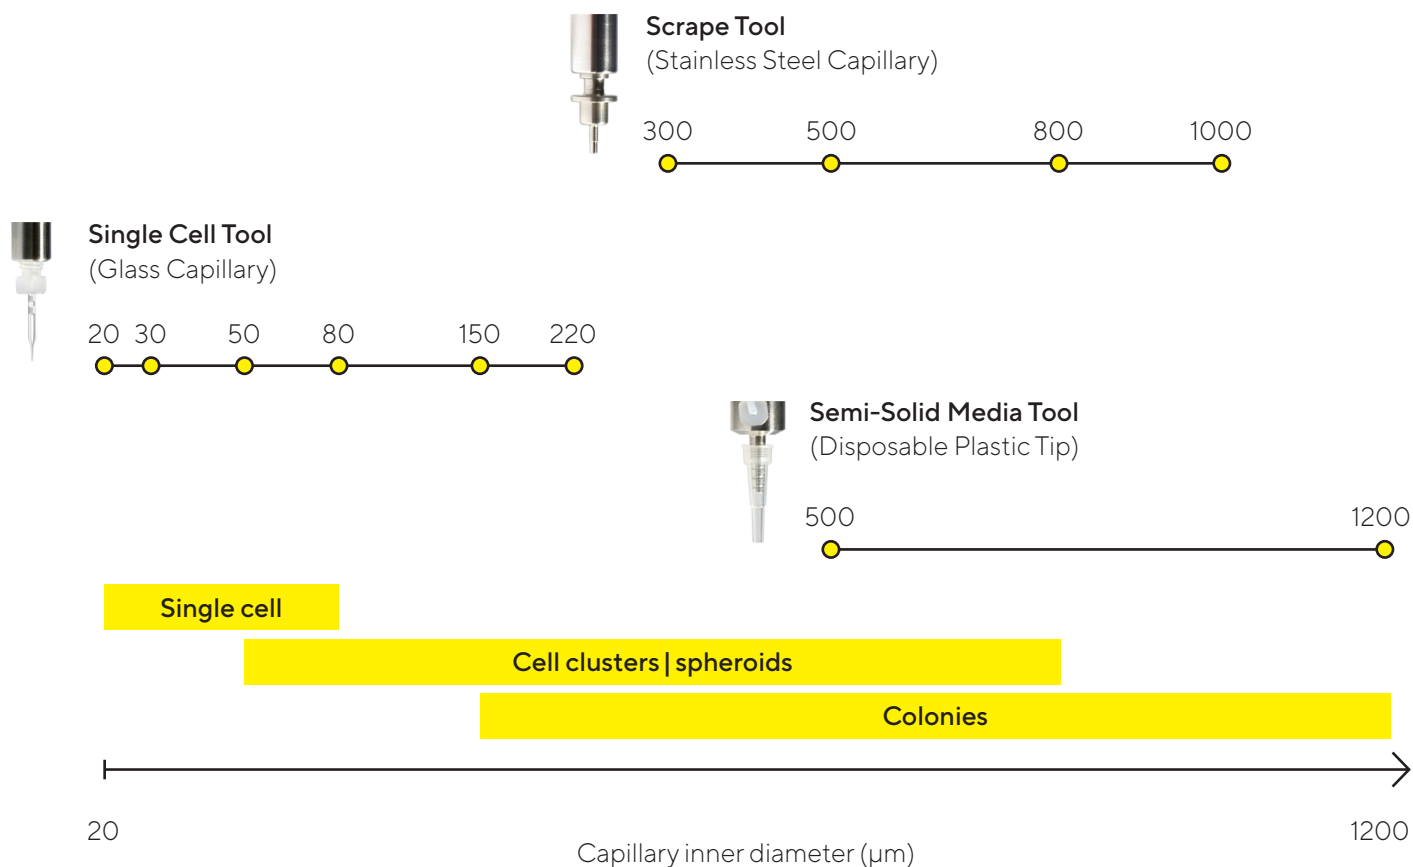 Scrape Tool
(Stainless Steel Capillary)
300 500 800 1000
Single Cell Tool
(Glass Capillary)
20 30 50 80 150 220
Semi-Solid Media Tool
(Disposable Plastic Tip)
500 1200
Single cell
Cell clusters | spheroids
Colonies
20 1200
Capillary inner diameter (µm)